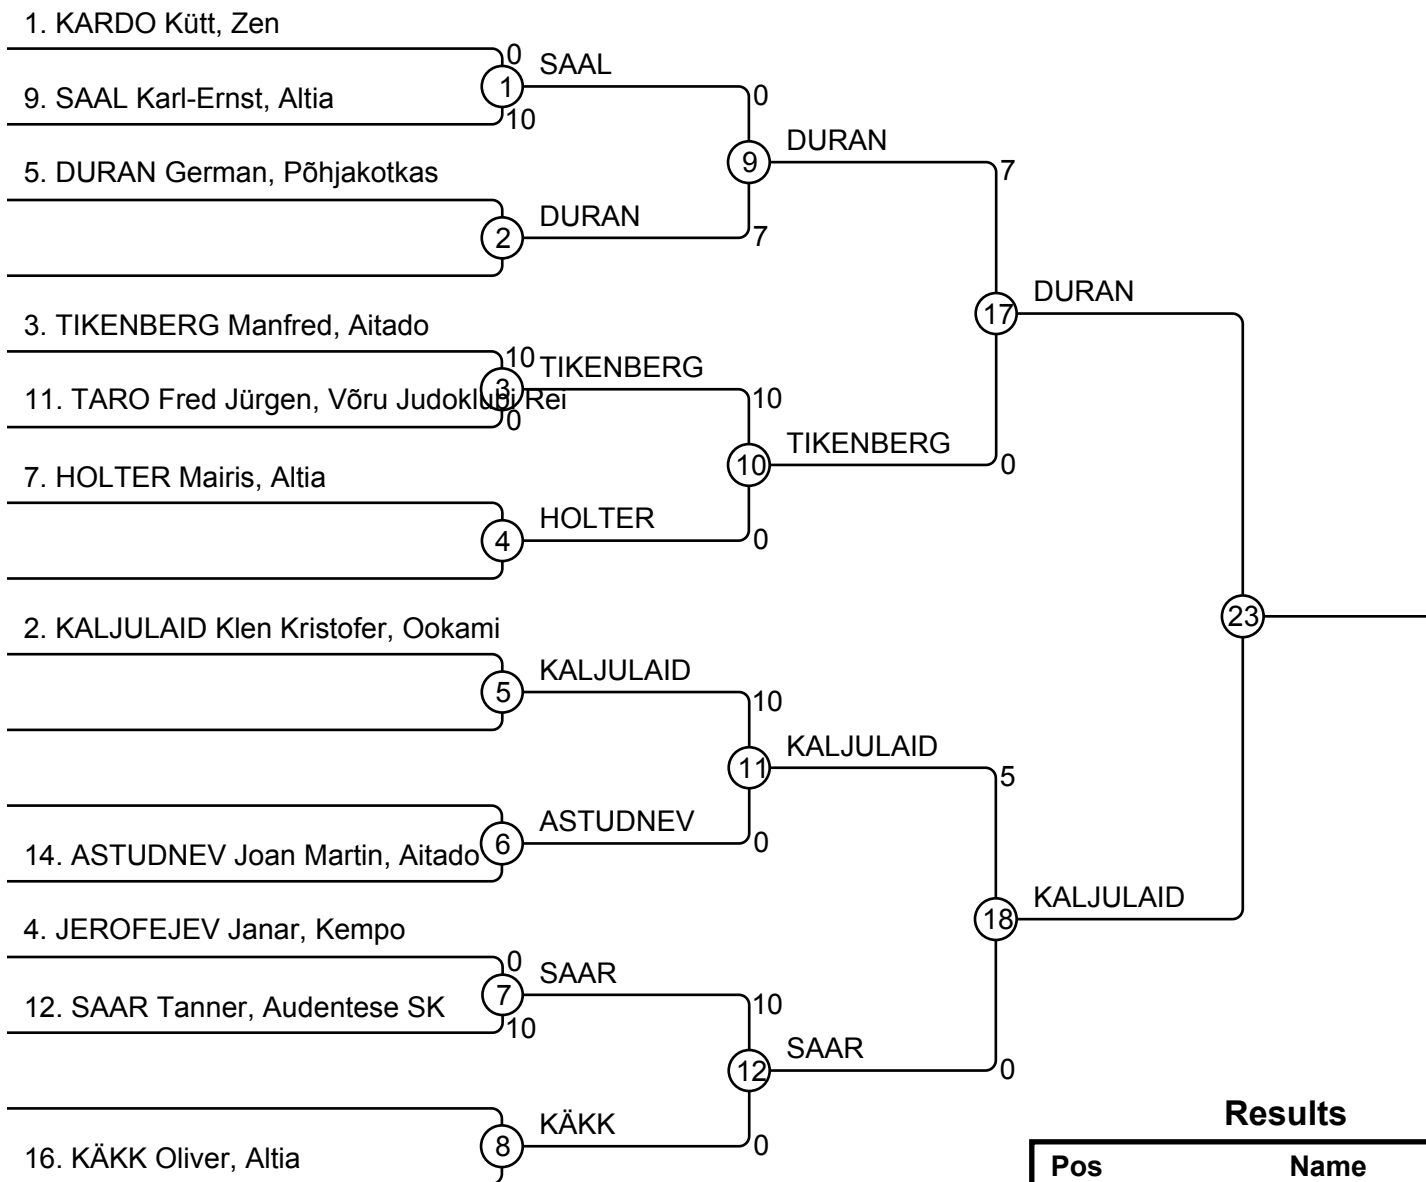 1. KARDO Kütt, Zen
0
SAAL
1
9. SAAL Karl-Ernst, Altia
10
0
DURAN
9
7
5. DURAN German, Põhjakotkas
DURAN
2
7
DURAN
17
3. TIKENBERG Manfred, Aitado
10
TIKENBERG
3
11. TARO Fred Jürgen, Võru Judoklubi Rei
0
10
TIKENBERG
10
0
7. HOLTER Mairis, Altia
HOLTER
4
0
23
2. KALJULAID Klen Kristofer, Ookami
KALJULAID
5
10
KALJULAID
11
5
ASTUDNEV
6
0
14. ASTUDNEV Joan Martin, Aitado
KALJULAID
18
4. JEROFEJEV Janar, Kempo
0
SAAR
7
12. SAAR Tanner, Audentese SK
10
10
SAAR
12
0
KÄKK
8
0
16. KÄKK Oliver, Altia
Results
Pos Name